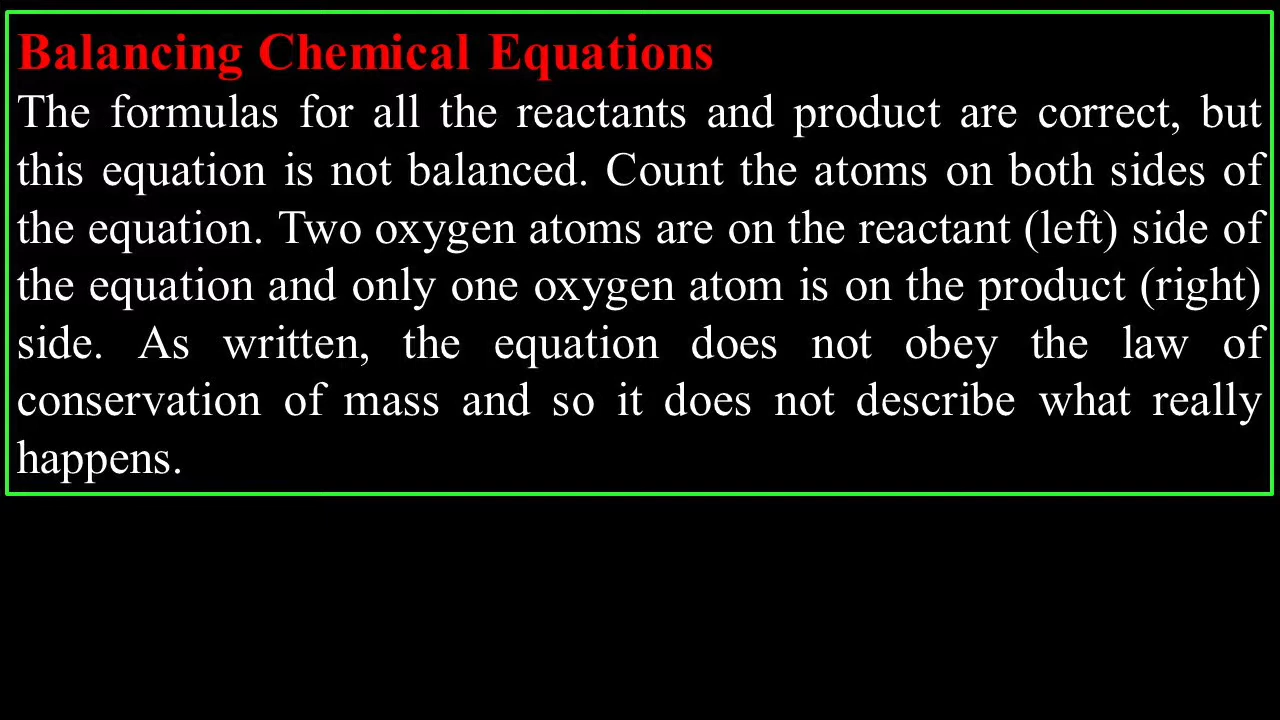 Balancing Chemical Equations
The formulas for all the reactants and product are correct, but
this equation is not balanced. Count the atoms on both sides of
the equation. Two oxygen atoms are on the reactant (left) side of
the equation and only one oxygen atom is on the product (right)
side. As written, the equation does not obey the law of
conservation of mass and so it does not describe what really
happens.